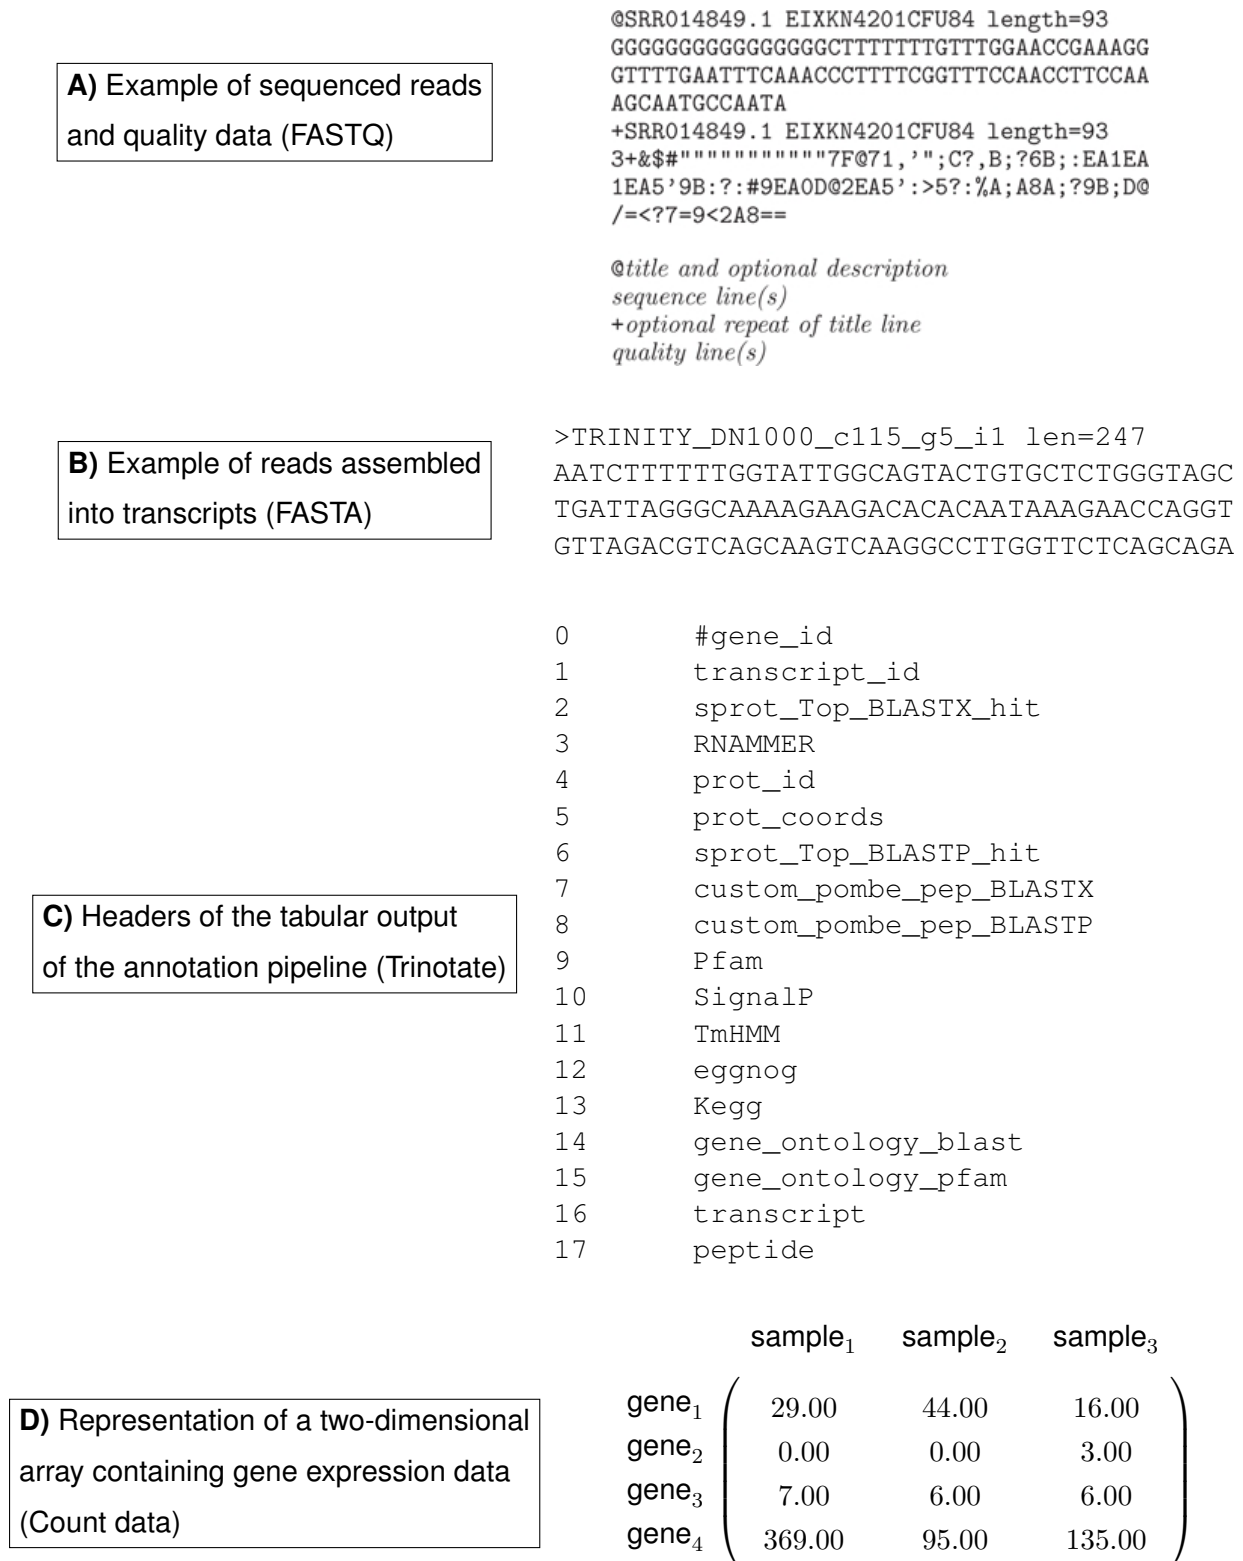 @SRR014849.1 EIXKN4201CFU84 length=93
GGGGGGGGGGGGGGGGCTTTTTTTGTTTGGAACCGAAAGG
GTTTTGAATTTCAAACCCTTTTCGGTTTCCAACCTTCCAA
AGCAATGCCAATA
+SRR014849.1 EIXKN4201CFU84 length=93
3+&$#"""""""""""7F@71,'";C?,B;?6B;:EA1EA
1EA5'9B:?:#9EA0D@2EA5':>5?:%A;A8A;?9B;D@
/=<?7=9<2A8==
@title and optional description
sequence line(s)
+optional repeat of title line
quality line(s)
A) Example of sequenced reads
and quality data (FASTQ)
B) Example of reads assembled
into transcripts (FASTA)
>TRINITY_DN1000_c115_g5_i1 len=247
AATCTTTTTTGGTATTGGCAGTACTGTGCTCTGGGTAGC
TGATTAGGGCAAAAGAAGACACACAATAAAGAACCAGGT
GTTAGACGTCAGCAAGTCAAGGCCTTGGTTCTCAGCAGA
C) Headers of the tabular output
of the annotation pipeline (Trinotate)
0 #gene_id
1 transcript_id
2 sprot_Top_BLASTX_hit
3 RNAMMER
4 prot_id
5 prot_coords
6 sprot_Top_BLASTP_hit
7 custom_pombe_pep_BLASTX
8 custom_pombe_pep_BLASTP
9 Pfam
10 SignalP
11 TmHMM
12 eggnog
13 Kegg
14 gene_ontology_blast
15 gene_ontology_pfam
16 transcript
17 peptide
D) Representation of a two-dimensional
array containing gene expression data
(Count data)
sample₁ sample₂ sample₃
gene₁ 29.00 44.00 16.00
gene₂ 0.00 0.00 3.00
gene₃ 7.00 6.00 6.00
gene₄ 369.00 95.00 135.00